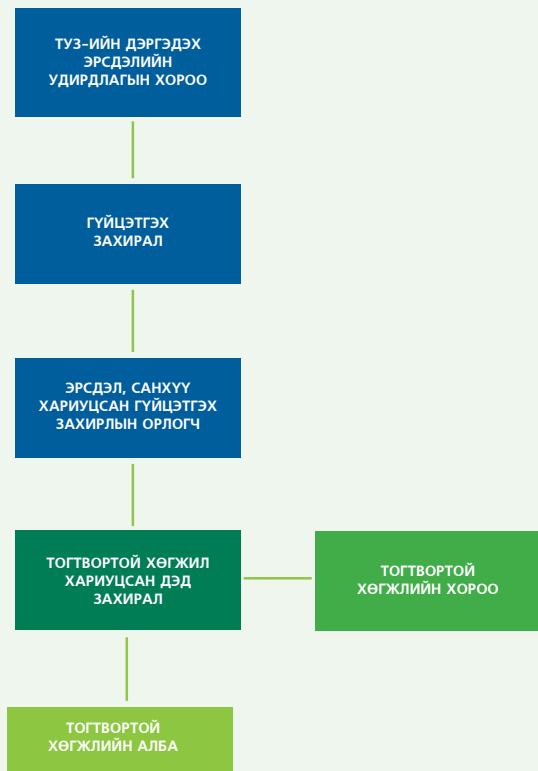 ТУЗ-ИЙН ДЭРГЭДЭХ
ЭРСДЭЛИЙН
УДИРДЛАГЫН ХОРОО
ГҮЙЦЭТГЭХ
ЗАХИРАЛ
ЭРСДЭЛ, САНХҮҮ
ХАРИУЦСАН ГҮЙЦЭТГЭХ
ЗАХИРЛЫН ОРЛОГЧ
ТОГТВОРТОЙ ХӨГЖИЛ
ХАРИУЦСАН ДЭД
ЗАХИРАЛ
ТОГТВОРТОЙ
ХӨГЖЛИЙН ХОРОО
ТОГТВОРТОЙ
ХӨГЖЛИЙН АЛБА